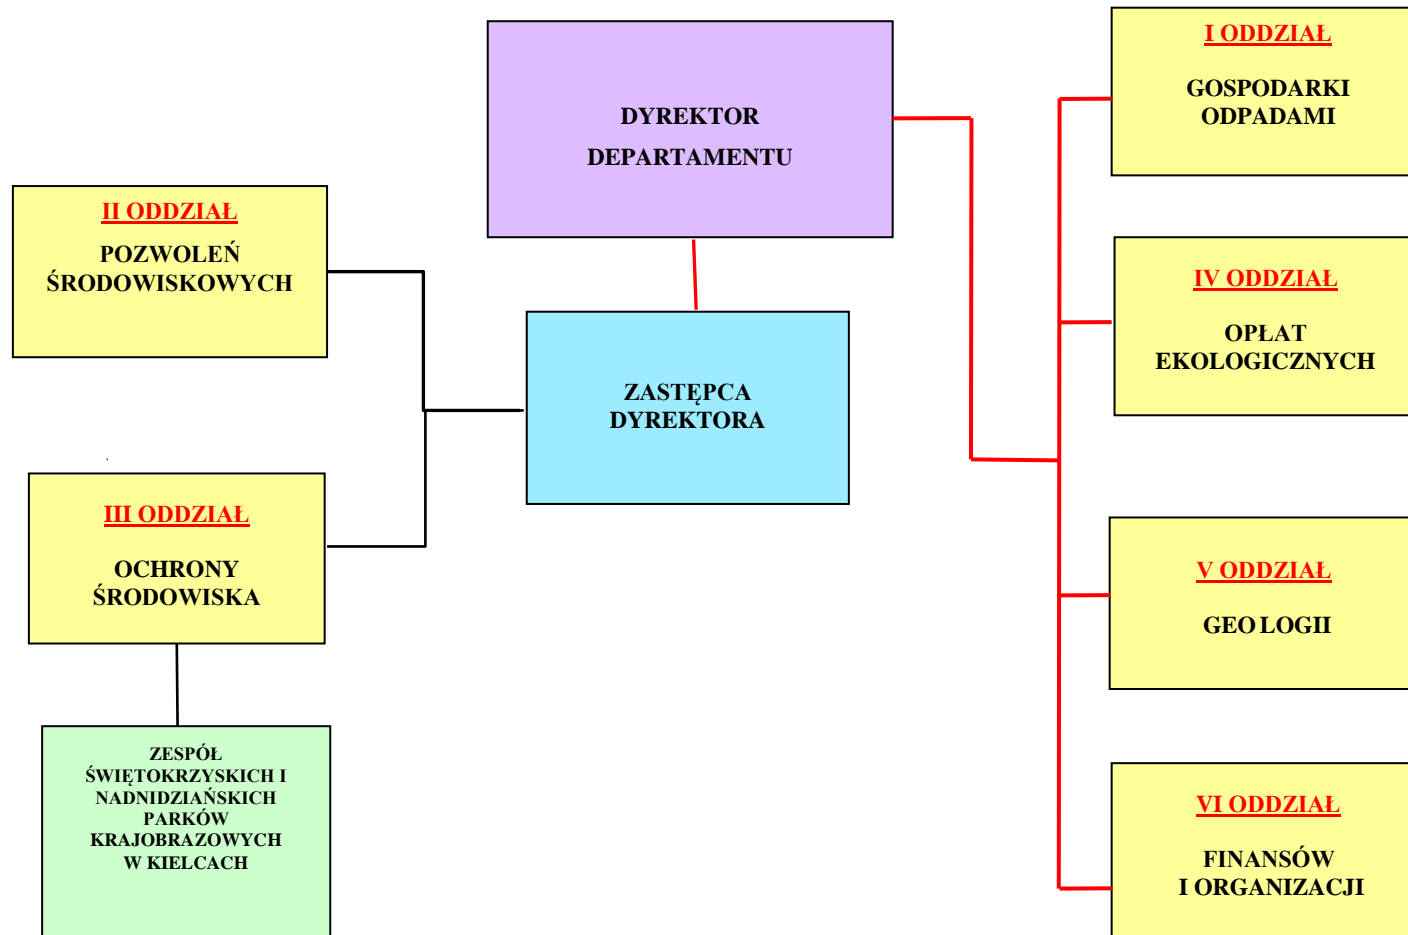 DYREKTOR
DEPARTAMENTU
ZASTĘPCA
DYREKTORA
II ODDZIAŁ
POZWOLEŃ
ŚRODOWISKOWYCH
III ODDZIAŁ
OCHRONY
ŚRODOWISKA
ZESPÓŁ
ŚWIĘTOKRZYSKICH I
NADNIDZIAŃSKICH
PARKÓW
KRAJOBRAZOWYCH
W KIELCACH
I ODDZIAŁ
GOSPODARKI
ODPADAMI
IV ODDZIAŁ
OPŁAT
EKOLOGICZNYCH
V ODDZIAŁ
GEO LOGII
VI ODDZIAŁ
FINANSÓW
I ORGANIZACJI